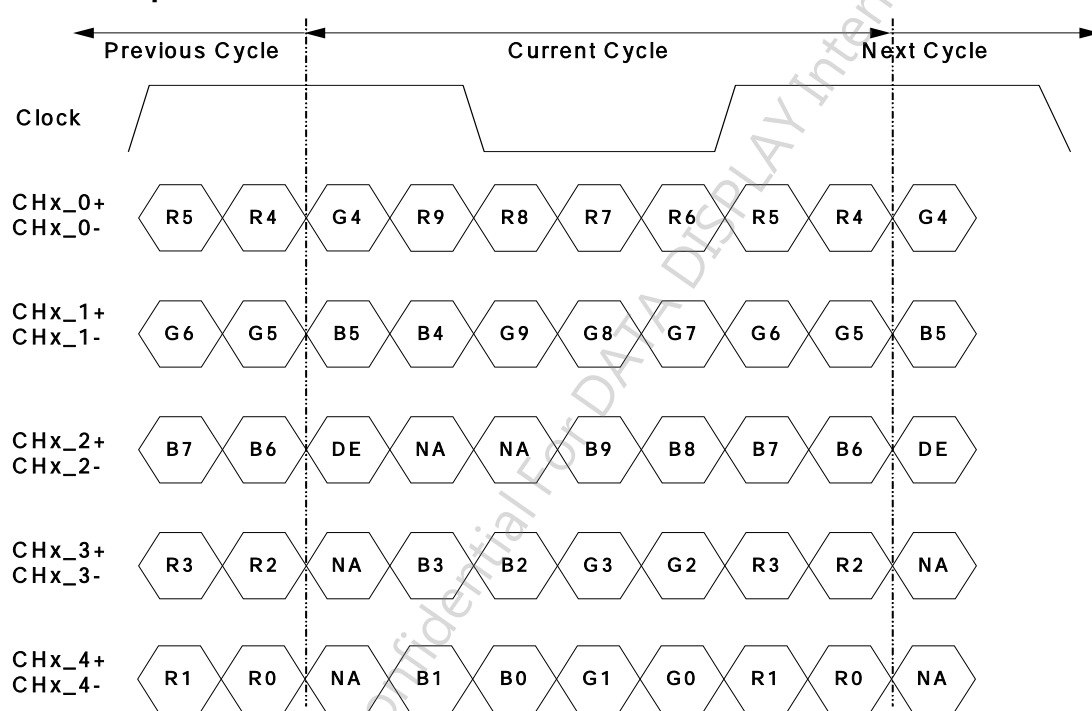 Previous Cycle Current Cycle Next Cycle
Clock
CHx_0+ R5 R4 G4 R9 R8 R7 R6 R5 R4 G4
CHx_0-
CHx_1+ G6 G5 B5 B4 G9 G8 G7 G6 G5 B5
CHx_1-
CHx_2+ B7 B6 DE NA NA B9 B8 B7 B6 DE
CHx_2-
CHx_3+ R3 R2 NA B3 B2 G3 G2 R3 R2 NA
CHx_3-
CHx_4+ R1 R0 NA B1 B0 G1 G0 R1 R0 NA
CHx_4-
For DATA DISPLAY